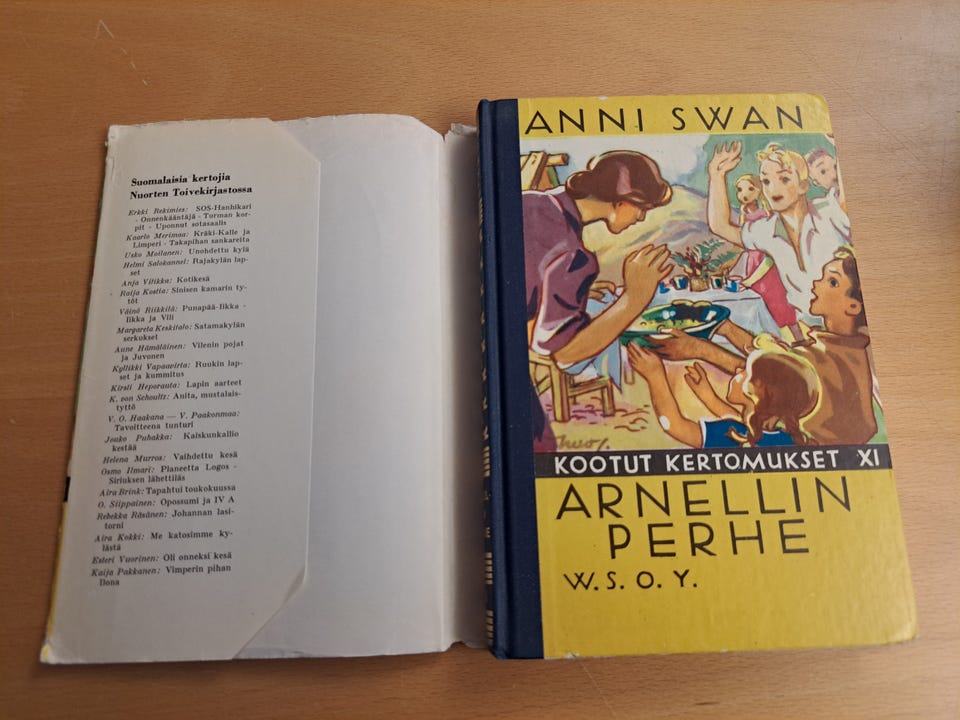 Suomalaisia kertojia
Nuorten Toivekirjastossa
Erkki Rekimies: SOS-Hanhikari
- Onnenkääntäjä - Turman kor-
pit - Uponnut sotasaalis
Kaarlo Merimaa: Kräki-Kalle ja
Limperi - Takapihan sankareita
Usko Moilanen: Unohdettu kylä
Helmi Salokannel: Rajakylän lap-
set
Anja Vilikka: Kotikesä
Raija Kostia: Sinisen kamarin ty-
töt
Väinö Riikkilä: Punapää-Iikka -
Iikka ja Vili
Margareta Keskitalo: Satamakylän
serkukset
Aune Hämäläinen: Vilenin pojat
ja Juvonen
Kyllikki Vapaavirta: Ruukin lap-
set ja kummitus
Kirsti Heporauta: Lapin aarteet
K. von Schoultz: Anita, mustalais-
tyttö
V. O. Haakana — V. Paakonmaa:
Tavoitteena tunturi
Jouko Puhakka: Kaiskunkallio
kestää
Helena Murros: Vaihdettu kesä
Osmo Ilmari: Planeetta Logos -
Siriuksen lähettiläs
Aira Brink: Tapahtui toukokuussa
O. Siippainen: Opossumi ja IV A
Rebekka Räsänen: Johannan lasi-
torni
Aira Kokki: Me katosimme ky-
lästä
Esteri Vuorinen: Oli onneksi kesä
Kaija Pakkanen: Vimperin pihan
Ilona
ANNI SWAN
KOOTUT KERTOMUKSET XI
ARNELLIN
PERHE
W.S.O.Y.